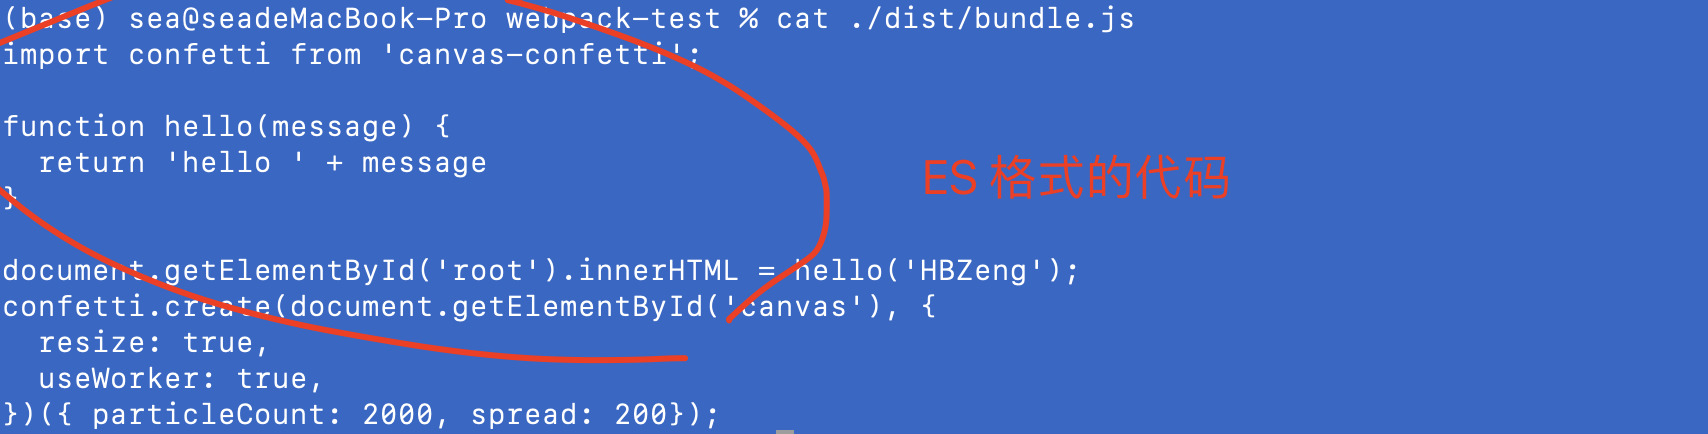 (base) sea@seadeMacBook-Pro webpack-test % cat ./dist/bundle.js
import confetti from 'canvas-confetti';
function hello(message) {
  return 'hello ' + message
}
ES 格式的代码
document.getElementById('root').innerHTML = hello('HBZeng');
confetti.create(document.getElementById('canvas'), {
  resize: true,
  useWorker: true,
})({ particleCount: 2000, spread: 200});